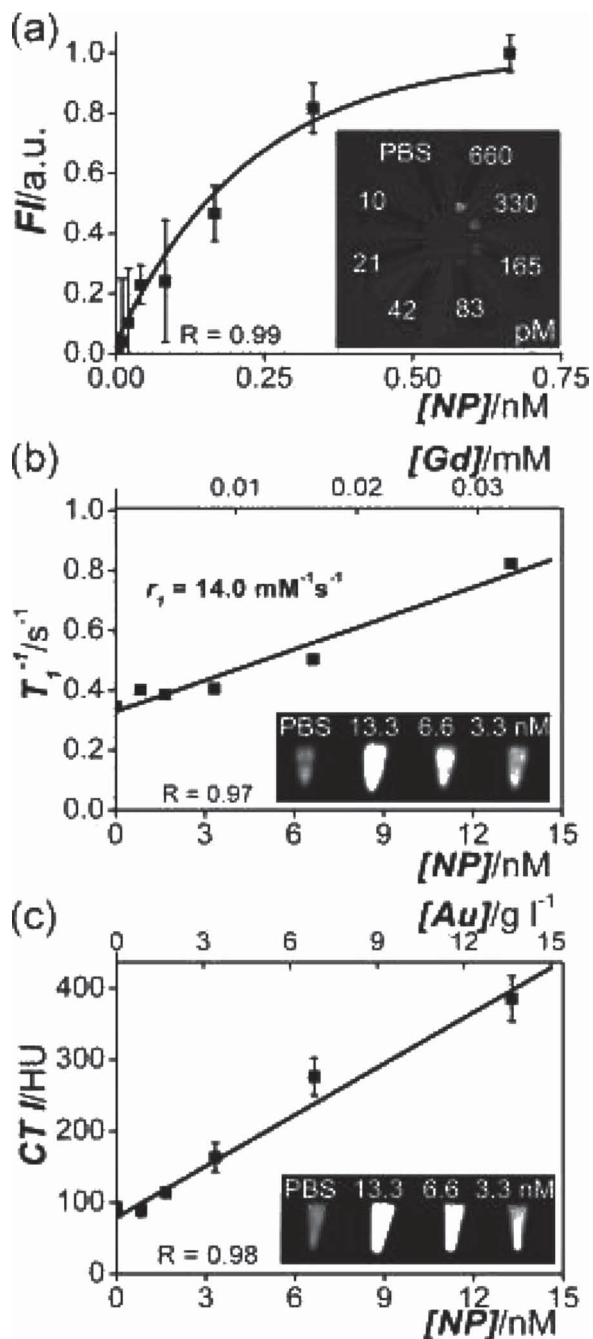 (a)
1.0
0.8
0.6
0.4
0.2
0.0
FI/a.u.
PBS 660
10 330
21 165
42 83
pM
R = 0.99
0.00 0.25 0.50 0.75
[NP]/nM
(b)
[Gd]/mM
0.01 0.02 0.03
1.0
0.8
0.6
0.4
0.2
0.0
T₁⁻¹/s⁻¹
r₁ = 14.0 mM⁻¹s⁻¹
PBS 13.3 6.6 3.3 nM
R = 0.97
0 3 6 9 12 15
[NP]/nM
(c)
[Au]/g l⁻¹
0 3 6 9 12 15
400
300
200
100
0
CT I/HU
PBS 13.3 6.6 3.3 nM
R = 0.98
0 3 6 9 12 15
[NP]/nM